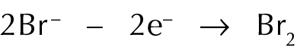 2Br⁻ – 2e⁻ → Br₂